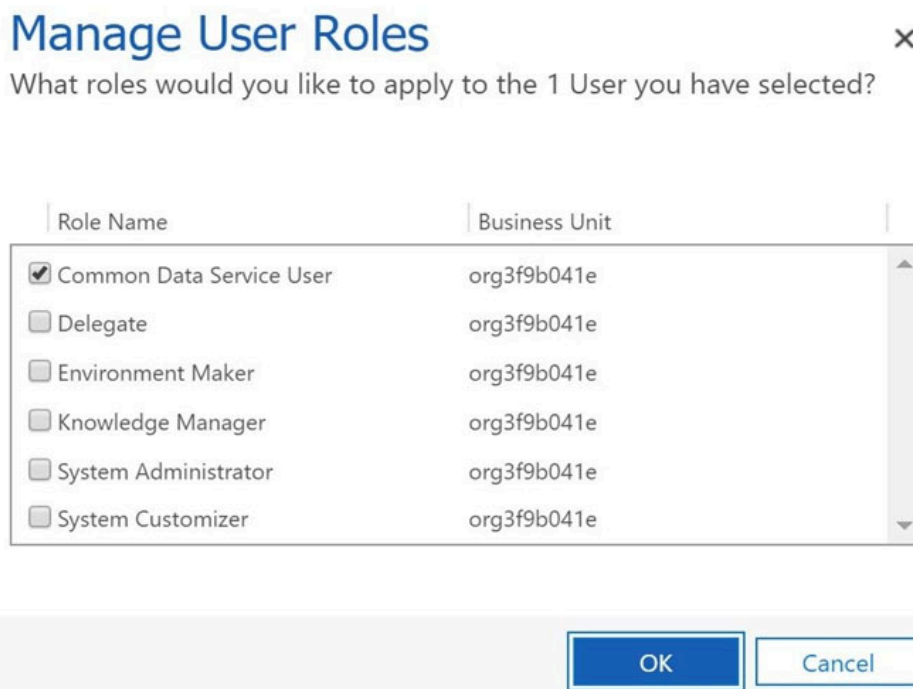 Manage User Roles
What roles would you like to apply to the 1 User you have selected?
Role Name Business Unit
Common Data Service User org3f9b041e
Delegate org3f9b041e
Environment Maker org3f9b041e
Knowledge Manager org3f9b041e
System Administrator org3f9b041e
System Customizer org3f9b041e
OK Cancel